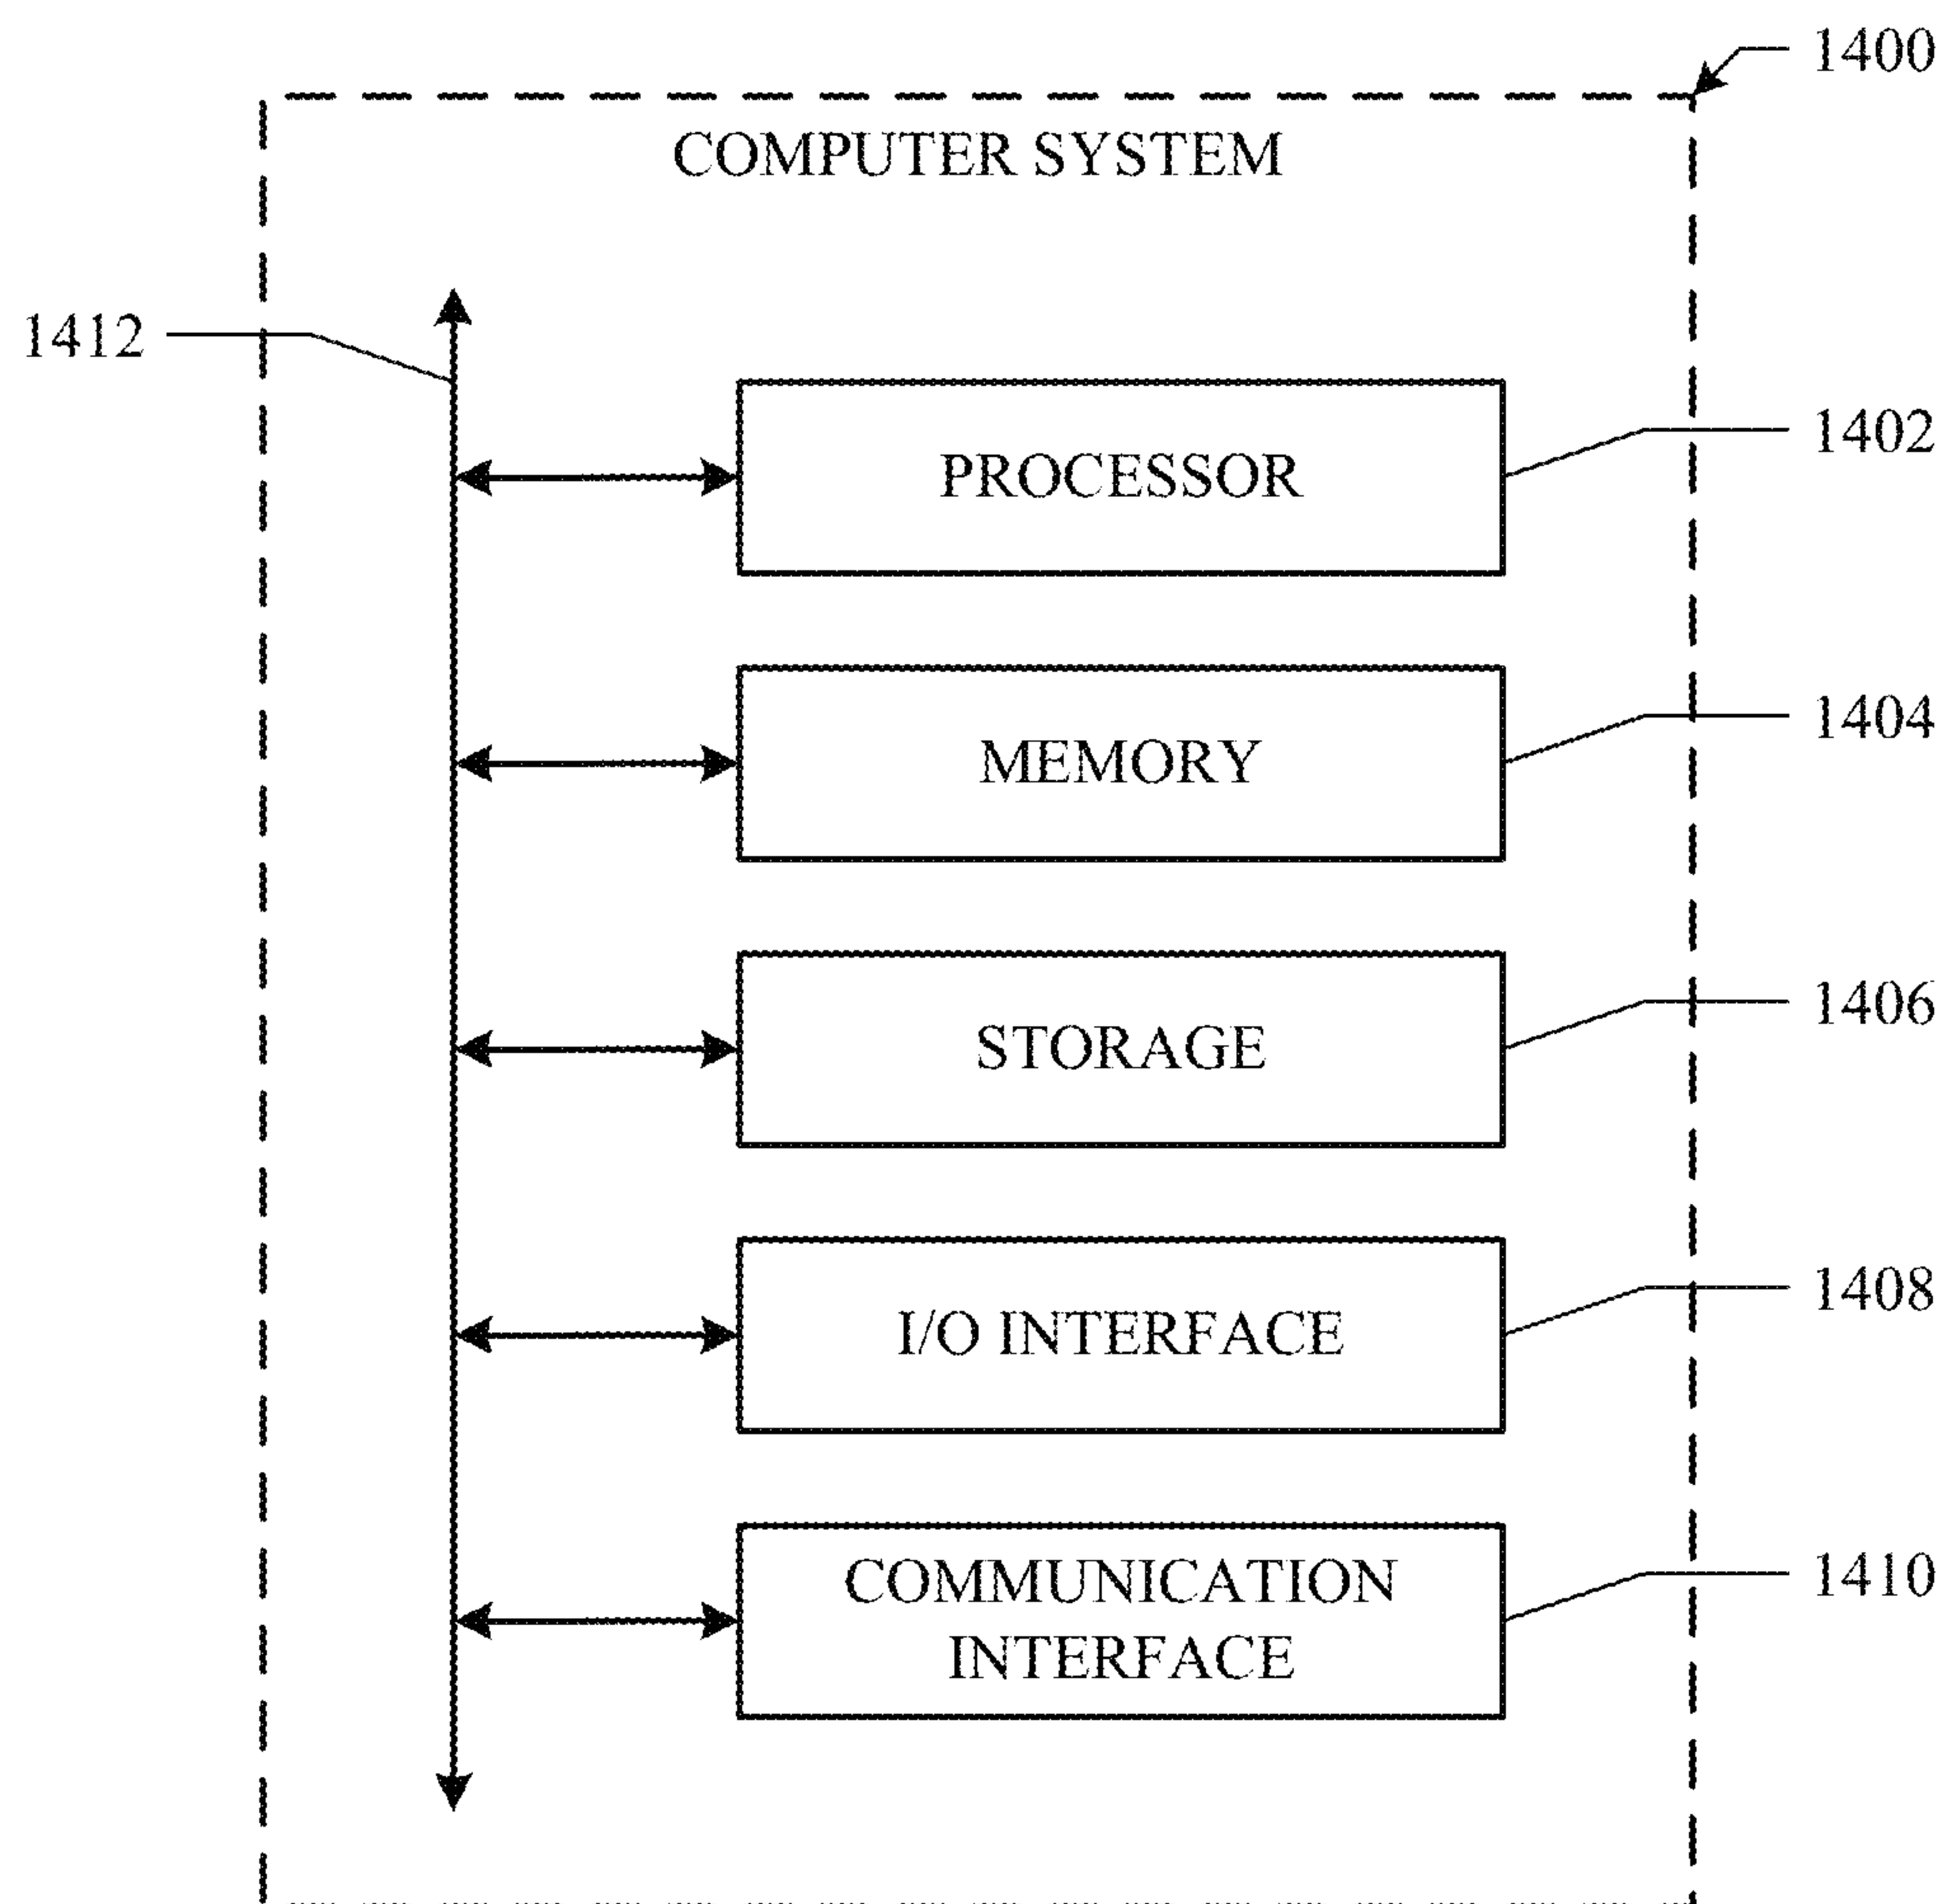 1400
COMPUTER SYSTEM
1412
PROCESSOR
1402
MEMORY
1404
STORAGE
1406
I/O INTERFACE
1408
COMMUNICATION
INTERFACE
1410